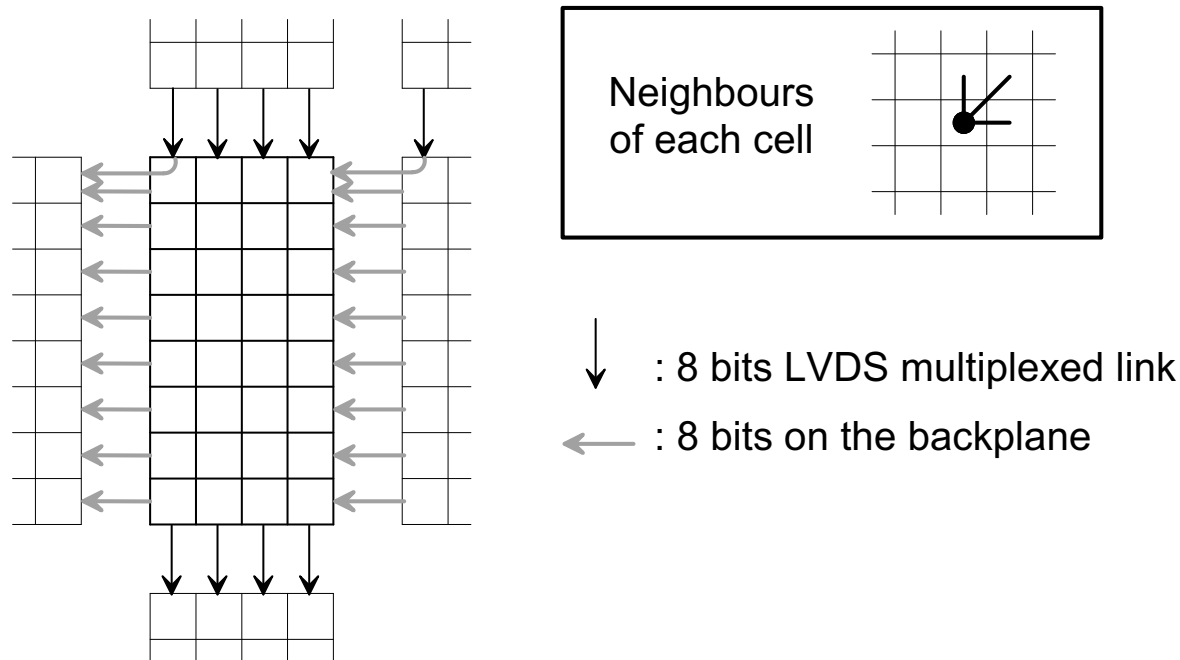 Neighbours
of each cell
: 8 bits LVDS multiplexed link
: 8 bits on the backplane